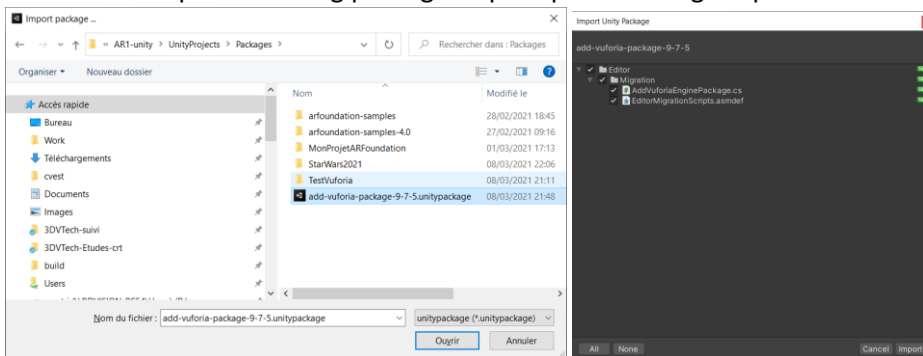 Import package ...
AR1-unity > UnityProjects > Packages >
Rechercher dans : Packages
Organiser
Nouveau dossier
Accès rapide
Bureau
Work
Téléchargements
cvest
Documents
Images
3DVTech-suivi
3DVTech-Etudes-crt
build
Users
Nom
Modifié le
arfoundation-samples
28/02/2021 18:45
arfoundation-samples-4.0
27/02/2021 09:16
MonProjetARFoundation
01/03/2021 17:13
StarWars2021
08/03/2021 22:06
TestVuforia
08/03/2021 21:11
add-vuforia-package-9-7-5.unitypackage
08/03/2021 21:48
Nom du fichier :
add-vuforia-package-9-7-5.unitypackage
unitypackage (*.unitypackage)
Ouvrir
Annuler
Import Unity Package
add-vuforia-package-9-7-5
Editor
Migration
AddVuforiaEnginePackage.cs
EditorMigrationScripts.asmdef
All
None
Cancel
Import